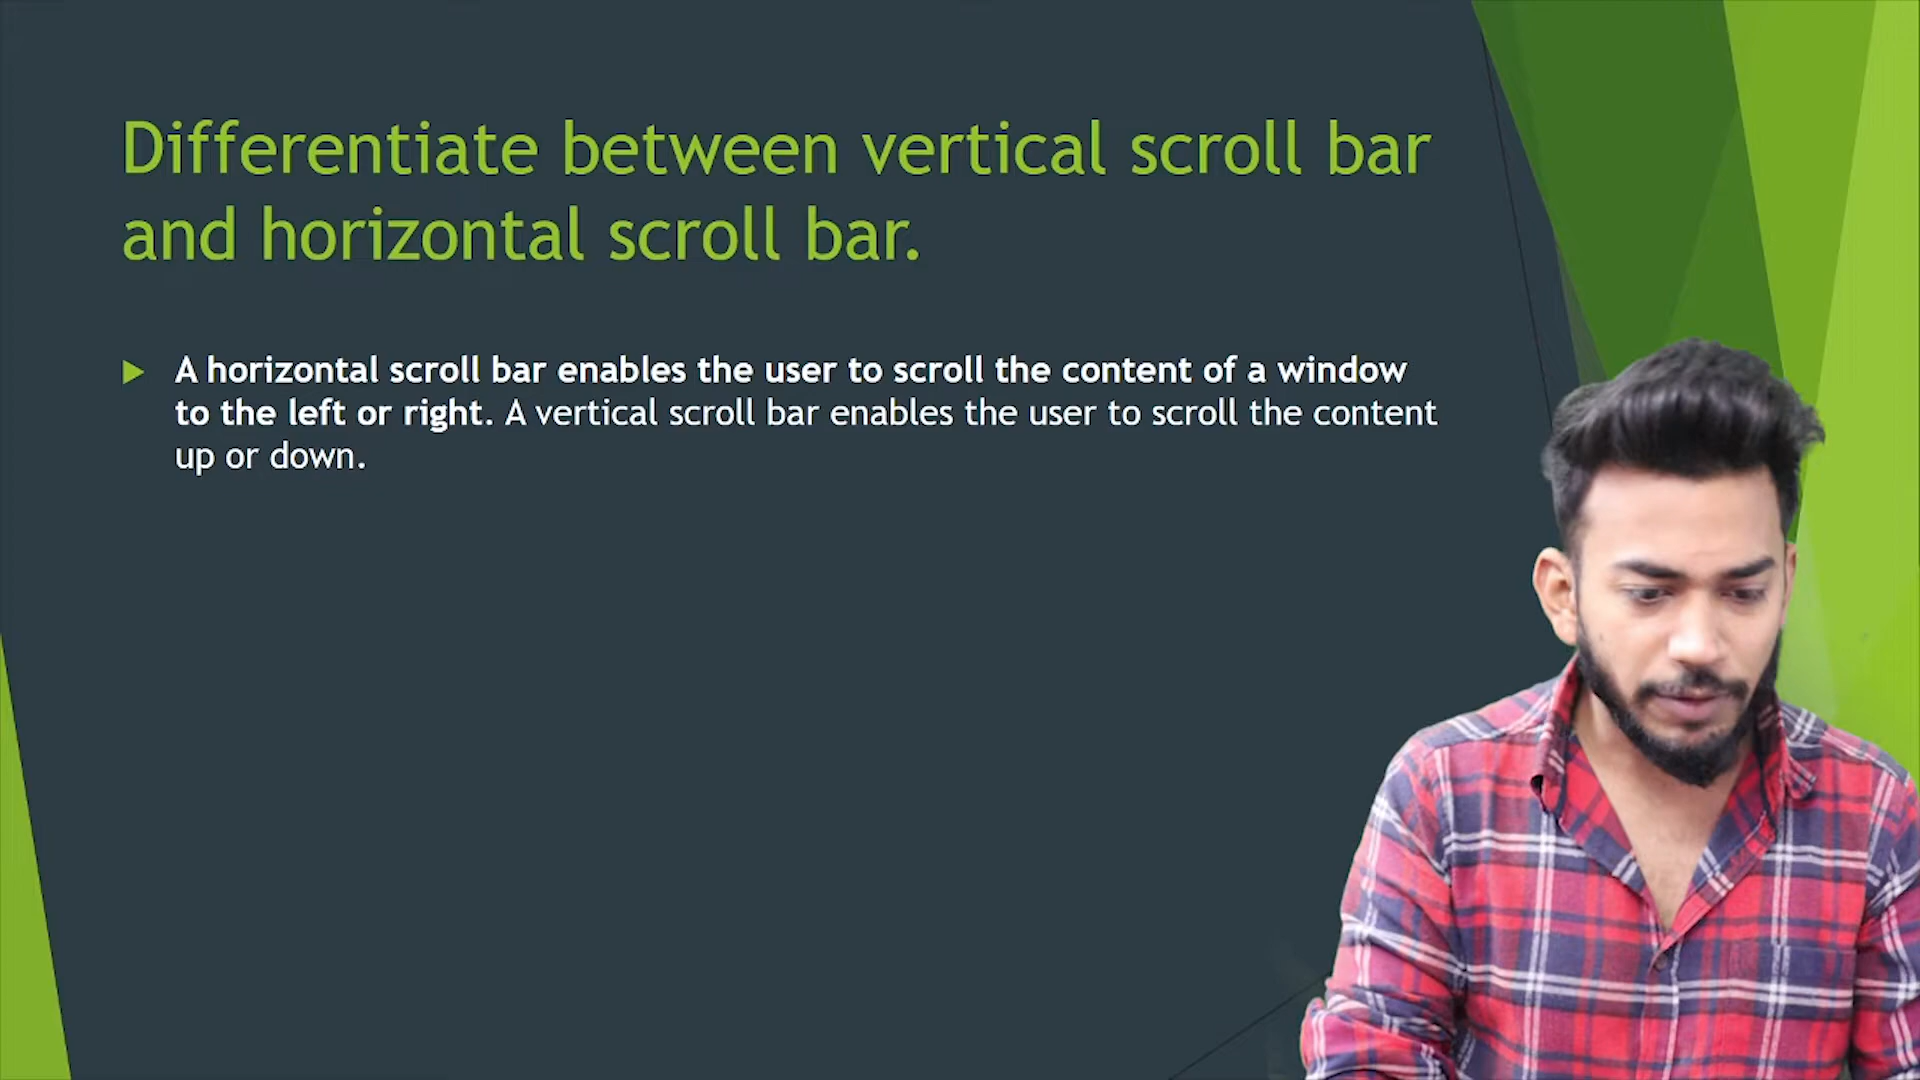 Differentiate between vertical scroll bar
and horizontal scroll bar.
A horizontal scroll bar enables the user to scroll the content of a window
to the left or right. A vertical scroll bar enables the user to scroll the content
up or down.